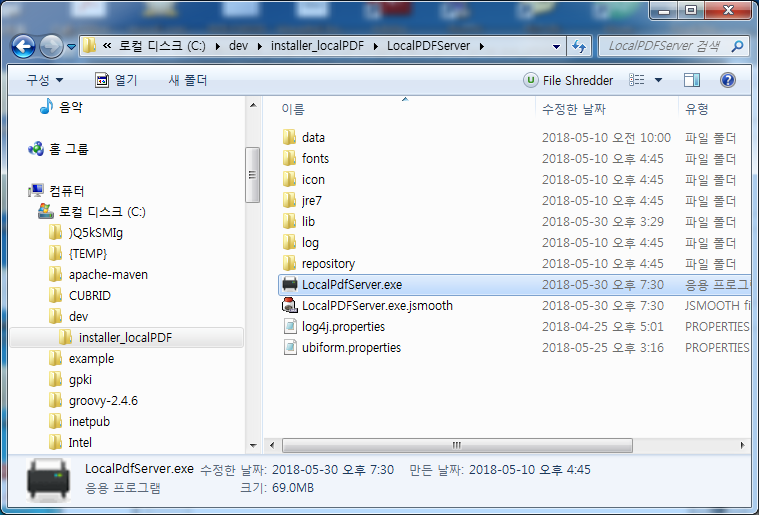 « 로컬 디스크 (C:) ▸ dev ▸ installer_localPDF ▸ LocalPDFServer ▸
LocalPDFServer 검색
구성 열기 새 폴더 File Shredder
음악
홈 그룹
컴퓨터
로컬 디스크 (C:)
)Q5kSMIg
{TEMP}
apache-maven
CUBRID
dev
installer_localPDF
example
gpki
groovy-2.4.6
inetpub
Intel
이름 수정한 날짜 유형
data 2018-05-10 오전 10:00 파일 폴더
fonts 2018-05-10 오후 4:45 파일 폴더
icon 2018-05-10 오후 4:45 파일 폴더
jre7 2018-05-10 오후 4:45 파일 폴더
lib 2018-05-30 오후 3:29 파일 폴더
log 2018-05-10 오후 4:45 파일 폴더
repository 2018-05-10 오후 4:45 파일 폴더
LocalPdfServer.exe 2018-05-30 오후 7:30 응용 프로그
LocalPDFServer.exe.jsmooth 2018-05-30 오후 7:30 JSMOOTH fi
log4j.properties 2018-04-25 오후 5:01 PROPERTIES
ubiform.properties 2018-05-25 오후 3:16 PROPERTIES
LocalPdfServer.exe 수정한 날짜: 2018-05-30 오후 7:30 만든 날짜: 2018-05-10 오후 4:45
응용 프로그램 크기: 69.0MB